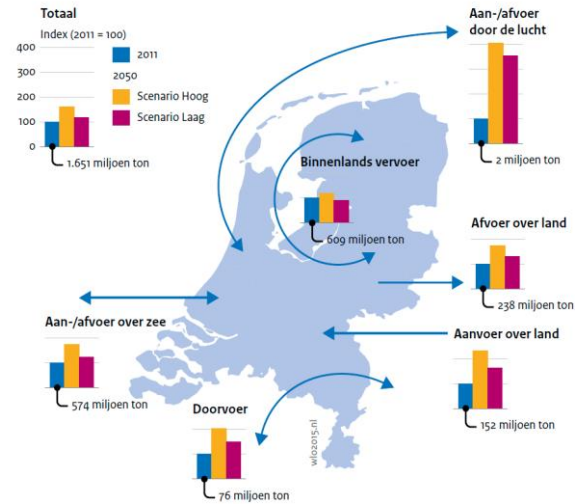 Totaal
Index (2011 = 100)
400
300
200
100
0
2011
2050
Scenario Hoog
Scenario Laag
1.651 miljoen ton
Aan-/afvoer
door de lucht
2 miljoen ton
Binnenlands vervoer
609 miljoen ton
Afvoer over land
238 miljoen ton
Aan-/afvoer over zee
574 miljoen ton
Aanvoer over land
152 miljoen ton
Doorvoer
76 miljoen ton
wlo2015.nl